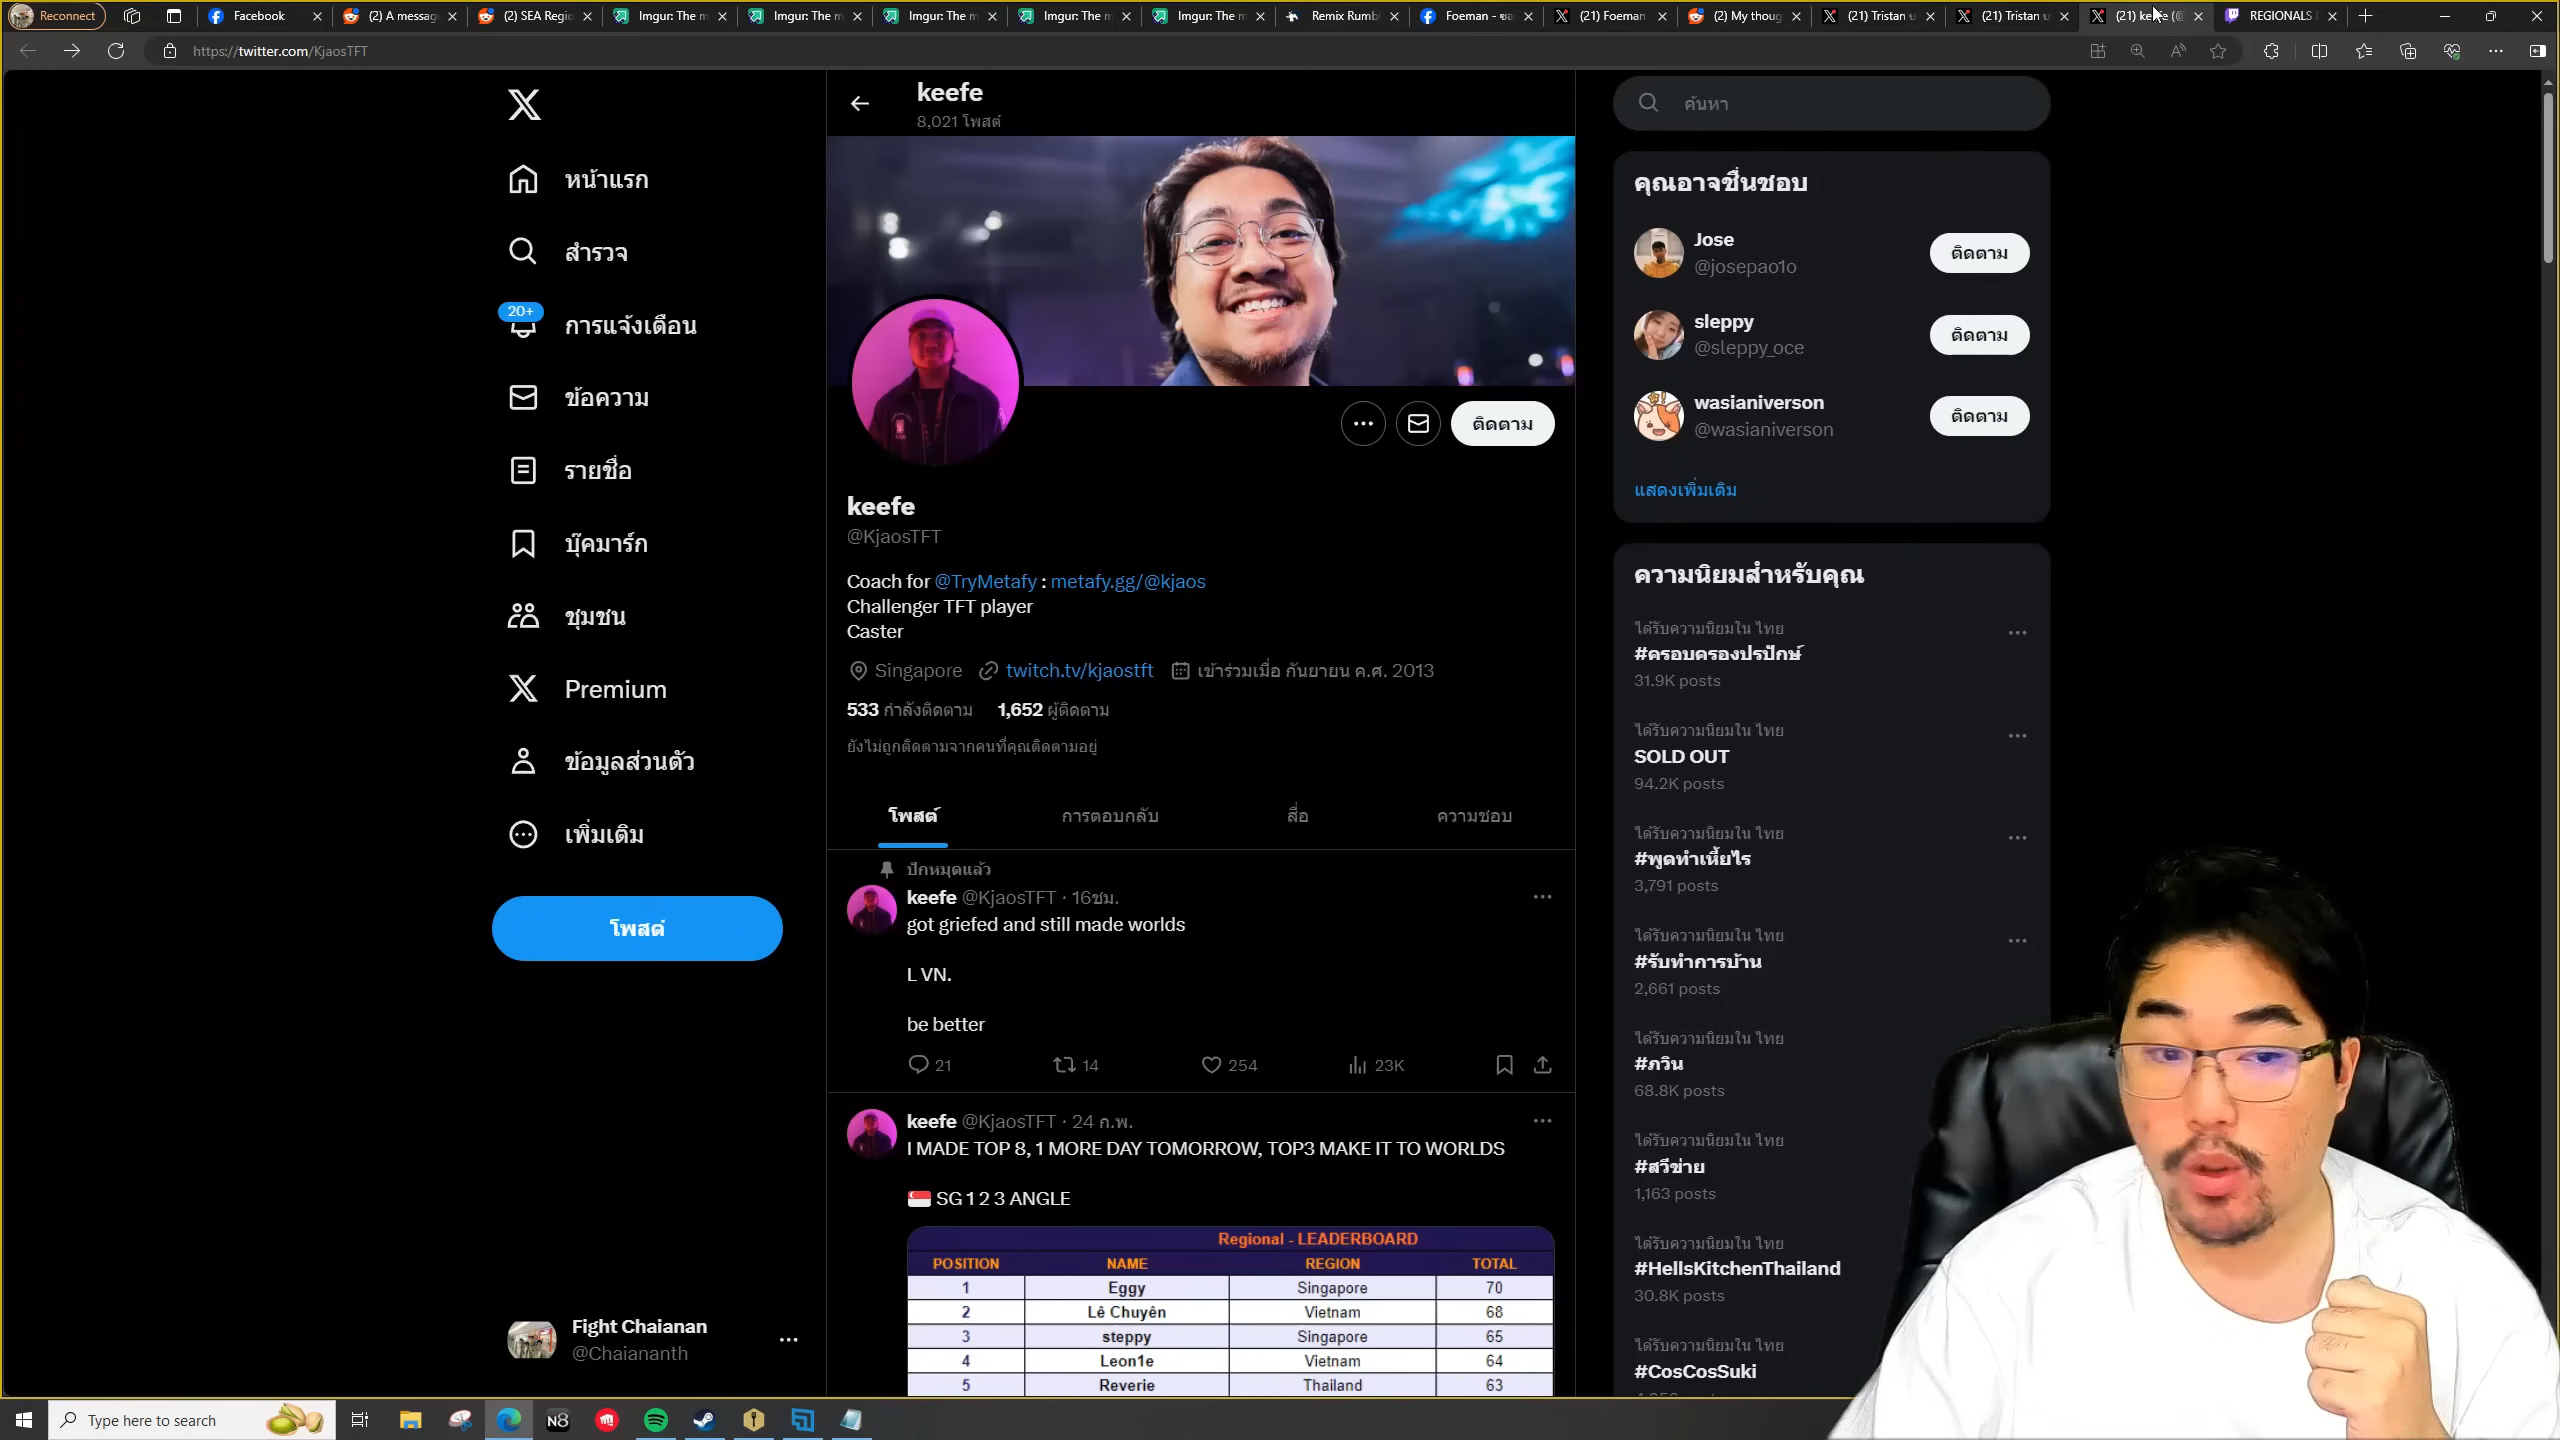 Reconnect
Facebook
(2) A messag
(2) SEA Regio
Imgur: The m
Imgur: The m
Imgur: The m
Imgur: The m
Imgur: The m
Remix Rumbl
Foeman - ขอ
(21) Foeman
(2) My thoug
(21) Tristan
(21) Tristan
REGIONALS
https://twitter.com/KjaosTFT
keefe
8,021 โพสต์
หน้าแรก
สำรวจ
20+
การแจ้งเตือน
ข้อความ
รายชื่อ
บุ๊คมาร์ก
ชุมชน
Premium
ข้อมูลส่วนตัว
เพิ่มเติม
โพสต์
Fight Chaianan
@Chaiananth
ติดตาม
keefe
@KjaosTFT
Coach for @TryMetafy : metafy.gg/@kjaos
Challenger TFT player
Caster
Singapore twitch.tv/kjaostft เข้าร่วมเมื่อ กันยายน ค.ศ. 2013
533 กำลังติดตาม 1,652 ผู้ติดตาม
ยังไม่ถูกติดตามจากคนที่คุณติดตามอยู่
โพสต์ การตอบกลับ สื่อ ความชอบ
ปักหมุดแล้ว
keefe @KjaosTFT · 16ชม.
got griefed and still made worlds
L VN.
be better
21 14 254 23K
keefe @KjaosTFT · 24 ก.พ.
I MADE TOP 8, 1 MORE DAY TOMORROW, TOP3 MAKE IT TO WORLDS
SG 1 2 3 ANGLE
Regional - LEADERBOARD
POSITION NAME REGION TOTAL
1 Eggy Singapore 70
2 Lê Chuyên Vietnam 68
3 steppy Singapore 65
4 Leon1e Vietnam 64
5 Reverie Thailand 63
ค้นหา
คุณอาจชื่นชอบ
Jose
@josepao1o
ติดตาม
sleppy
@sleppy_oce
ติดตาม
wasianiverson
@wasianiverson
ติดตาม
แสดงเพิ่มเติม
ความนิยมสำหรับคุณ
ได้รับความนิยมใน ไทย
#ครอบครองปรปักษ์
31.9K posts
ได้รับความนิยมใน ไทย
SOLD OUT
94.2K posts
ได้รับความนิยมใน ไทย
#พูดทำเหี้ยไร
3,791 posts
ได้รับความนิยมใน ไทย
#รับทำการบ้าน
2,661 posts
ได้รับความนิยมใน ไทย
#ภวิน
68.8K posts
ได้รับความนิยมใน ไทย
#สวีข่าย
1,163 posts
ได้รับความนิยมใน ไทย
#HellsKitchenThailand
30.8K posts
ได้รับความนิยมใน ไทย
#CosCosSuki
Type here to search
N8